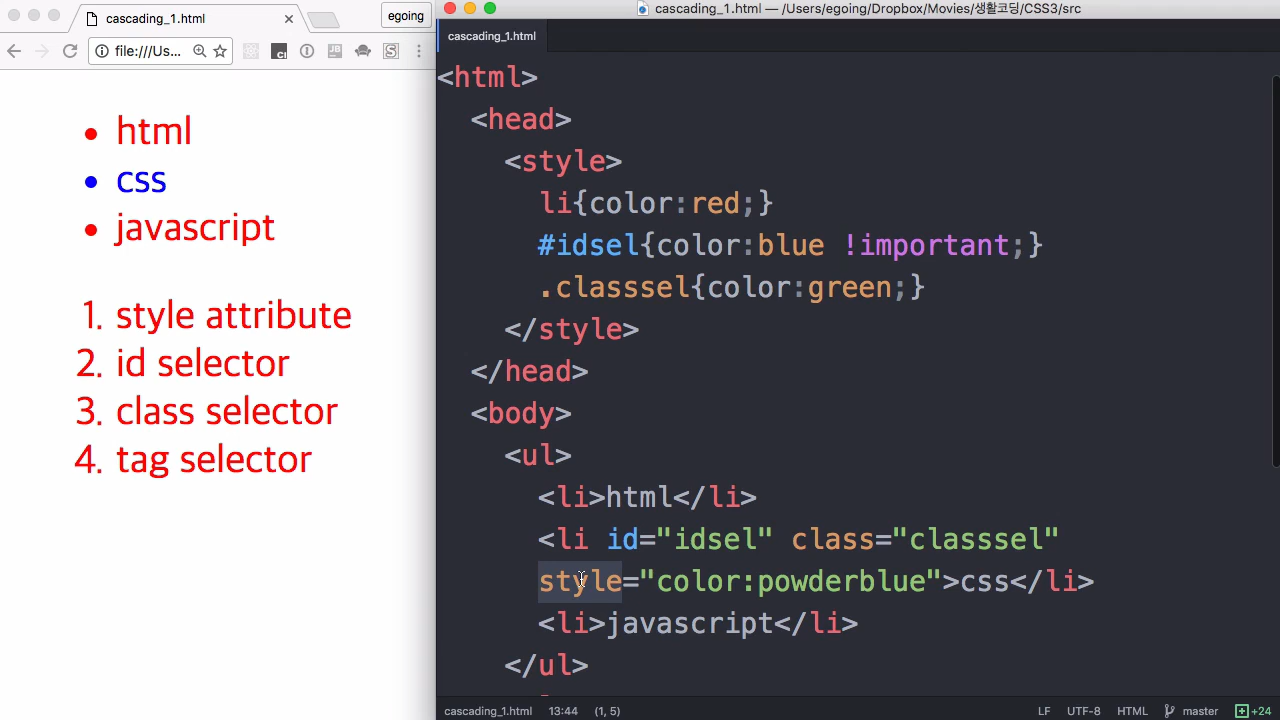 cascading_1.html
egoing
file:///Us...
JB
S
html
css
javascript
1. style attribute
2. id selector
3. class selector
4. tag selector
cascading_1.html — /Users/egoing/Dropbox/Movies/생활코딩/CSS3/src
cascading_1.html
<html>
<head>
<style>
li{color:red;}
#idsel{color:blue !important;}
.classsel{color:green;}
</style>
</head>
<body>
<ul>
<li>html</li>
<li id="idsel" class="classsel"
style="color:powderblue">css</li>
<li>javascript</li>
</ul>
cascading_1.html 13:44 (1, 5)
LF UTF-8 HTML master +24